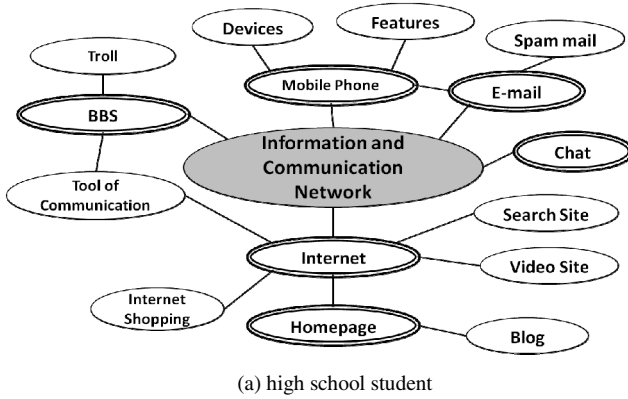 Devices
Features
Troll
Spam mail
Mobile Phone
E-mail
BBS
Information and
Communication
Network
Chat
Tool of
Communication
Search Site
Internet
Video Site
Internet
Shopping
Homepage
Blog
(a) high school student